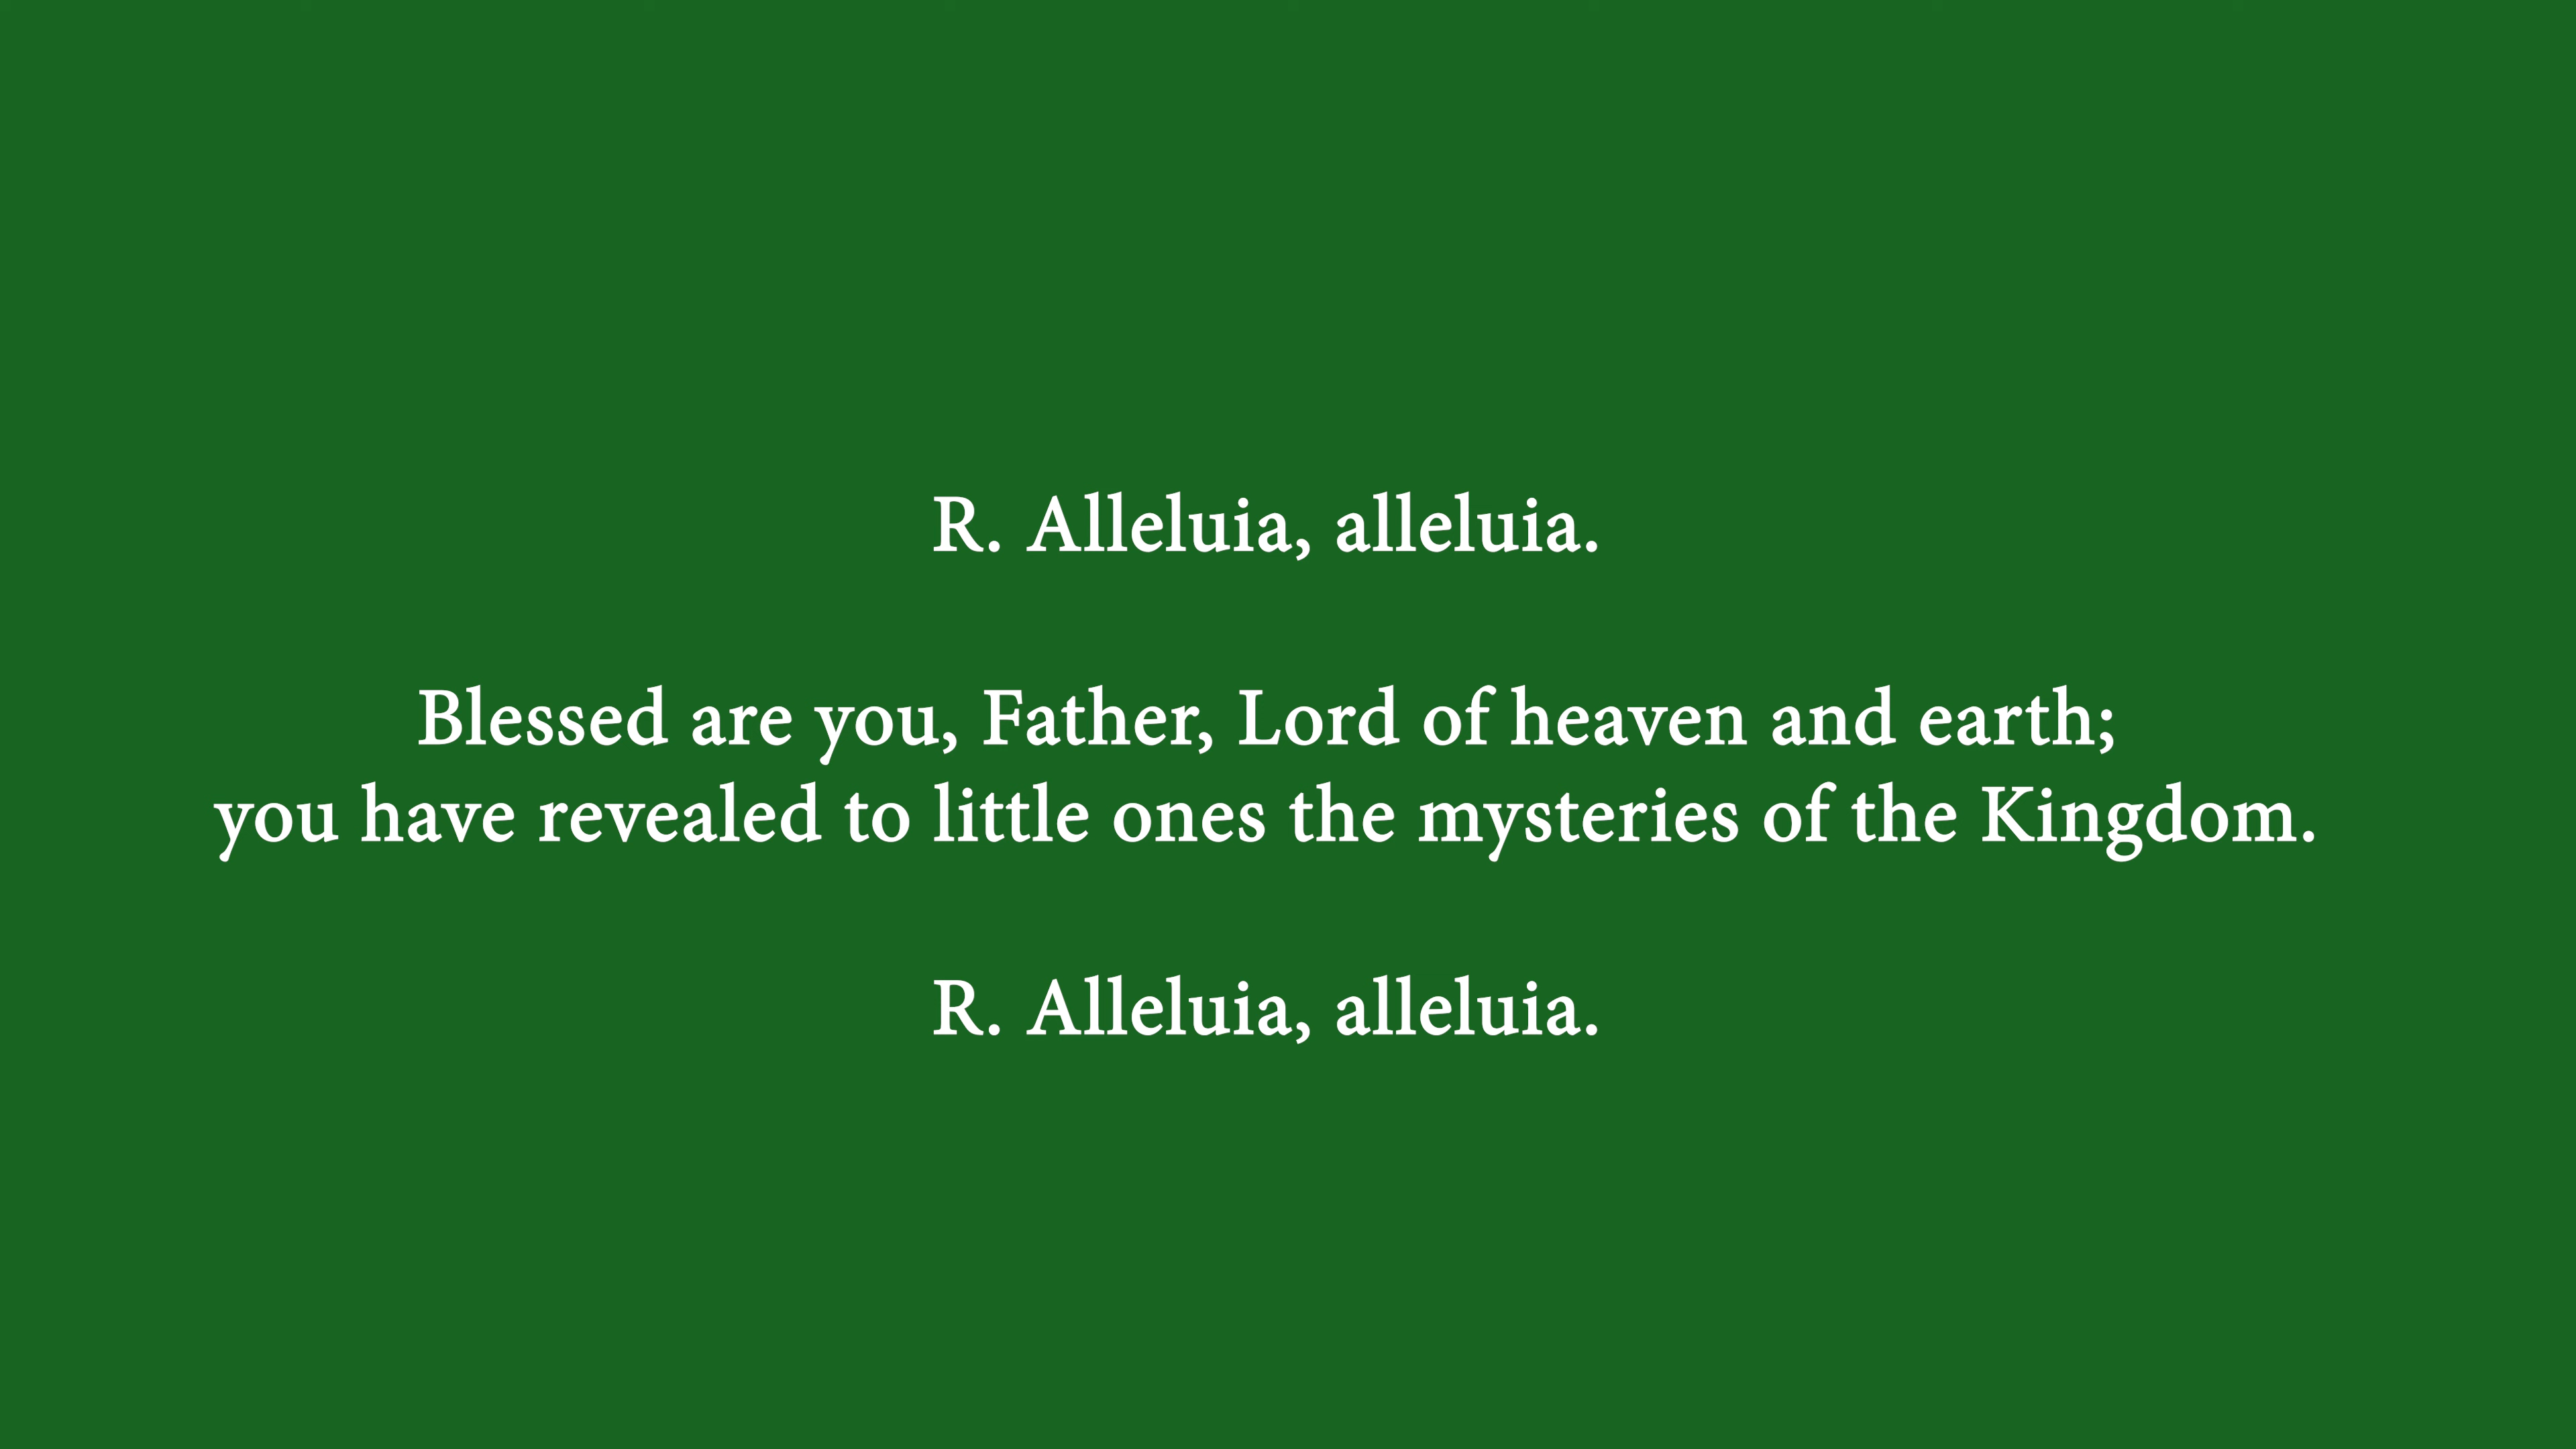 R. Alleluia, alleluia.
Blessed are you, Father, Lord of heaven and earth;
you have revealed to little ones the mysteries of the Kingdom.
R. Alleluia, alleluia.